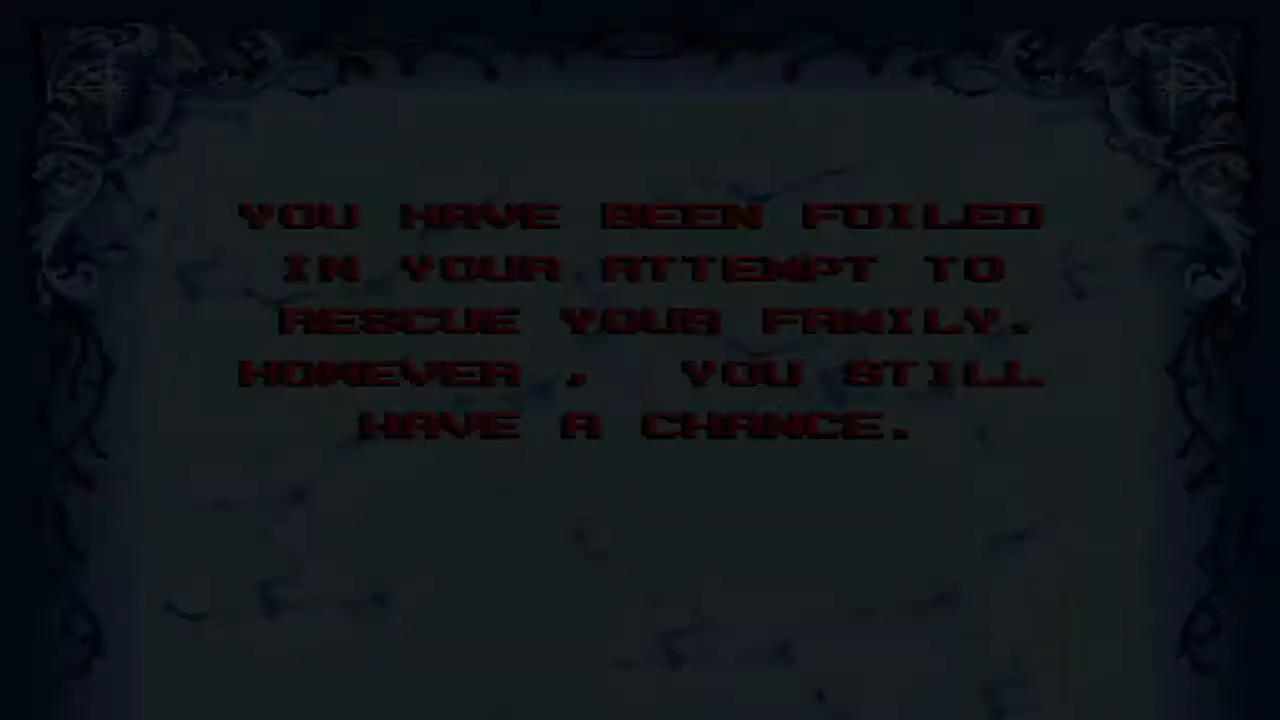 YOU HAVE BEEN FOILED
IN YOUR ATTEMPT TO
RESCUE YOUR FAMILY.
HOWEVER , YOU STILL
HAVE A CHANCE.